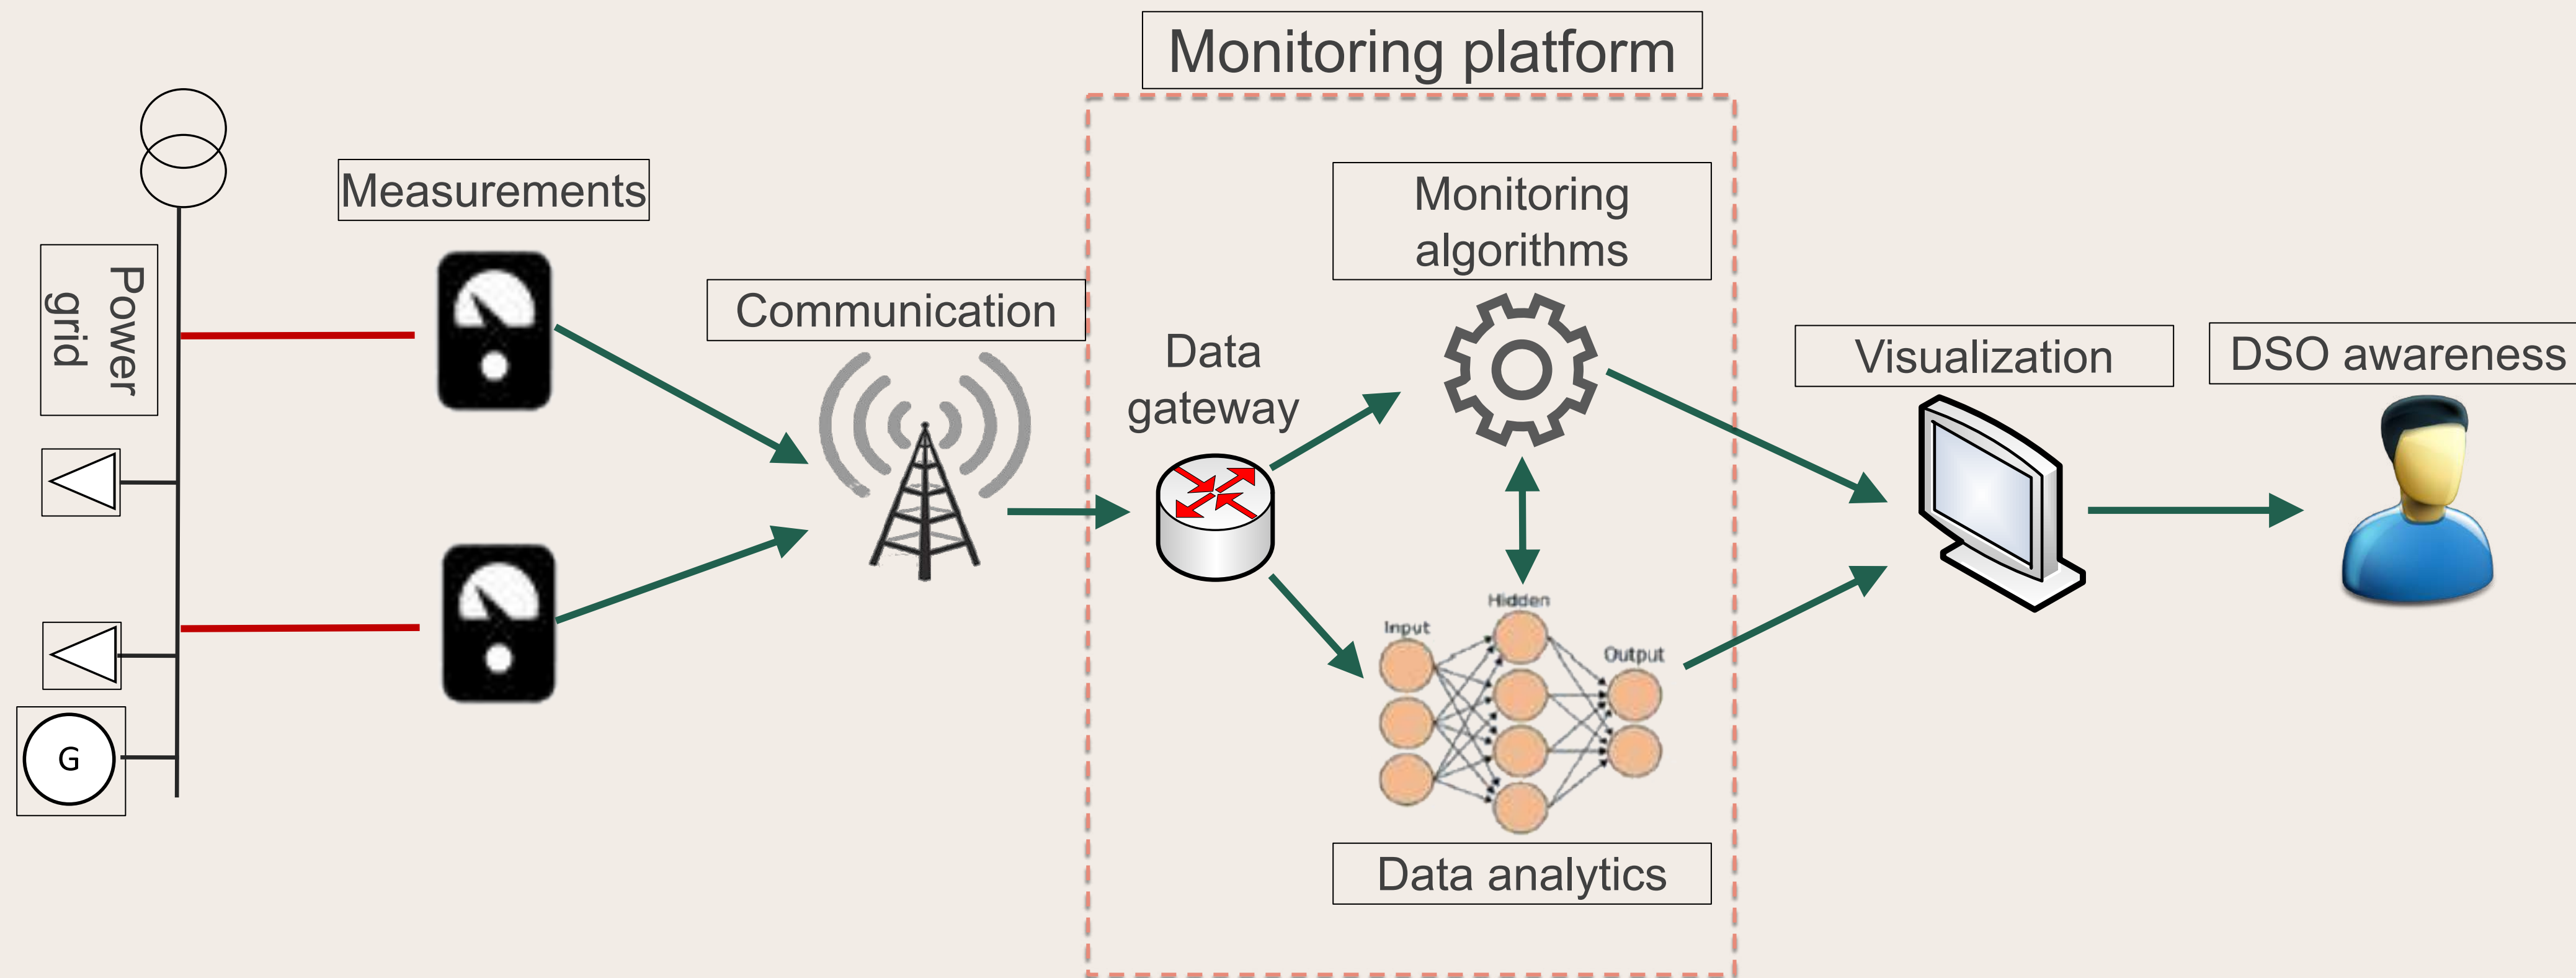 Monitoring platform
Measurements
Power
grid
Communication
Monitoring
algorithms
Data
gateway
Visualization
DSO awareness
Hidden
Input
Output
G
Data analytics